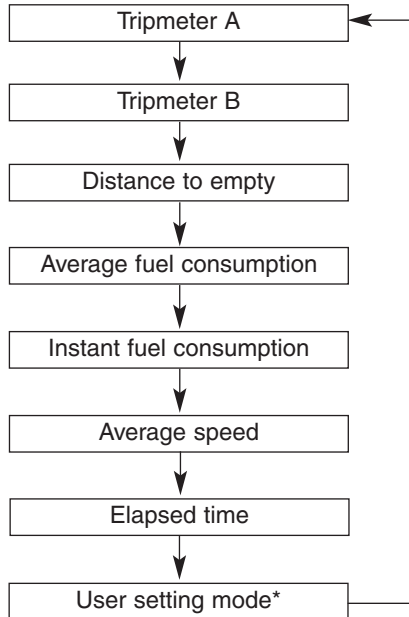 Tripmeter A
Tripmeter B
Distance to empty
Average fuel consumption
Instant fuel consumption
Average speed
Elapsed time
User setting mode*